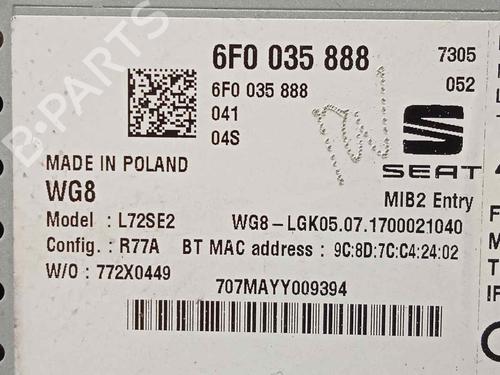 6F0 035 888 7305
6F0 035 888 052
041
04S
SEAT
MADE IN POLAND
WG8 MIB2 Entry
Model : L72SE2 WG8-LGK05.07.1700021040
Config. : R77A BT MAC address : 9C:8D:7C:C4:24:02
W/O : 772X0449
707MAYY009394
B-PARTS